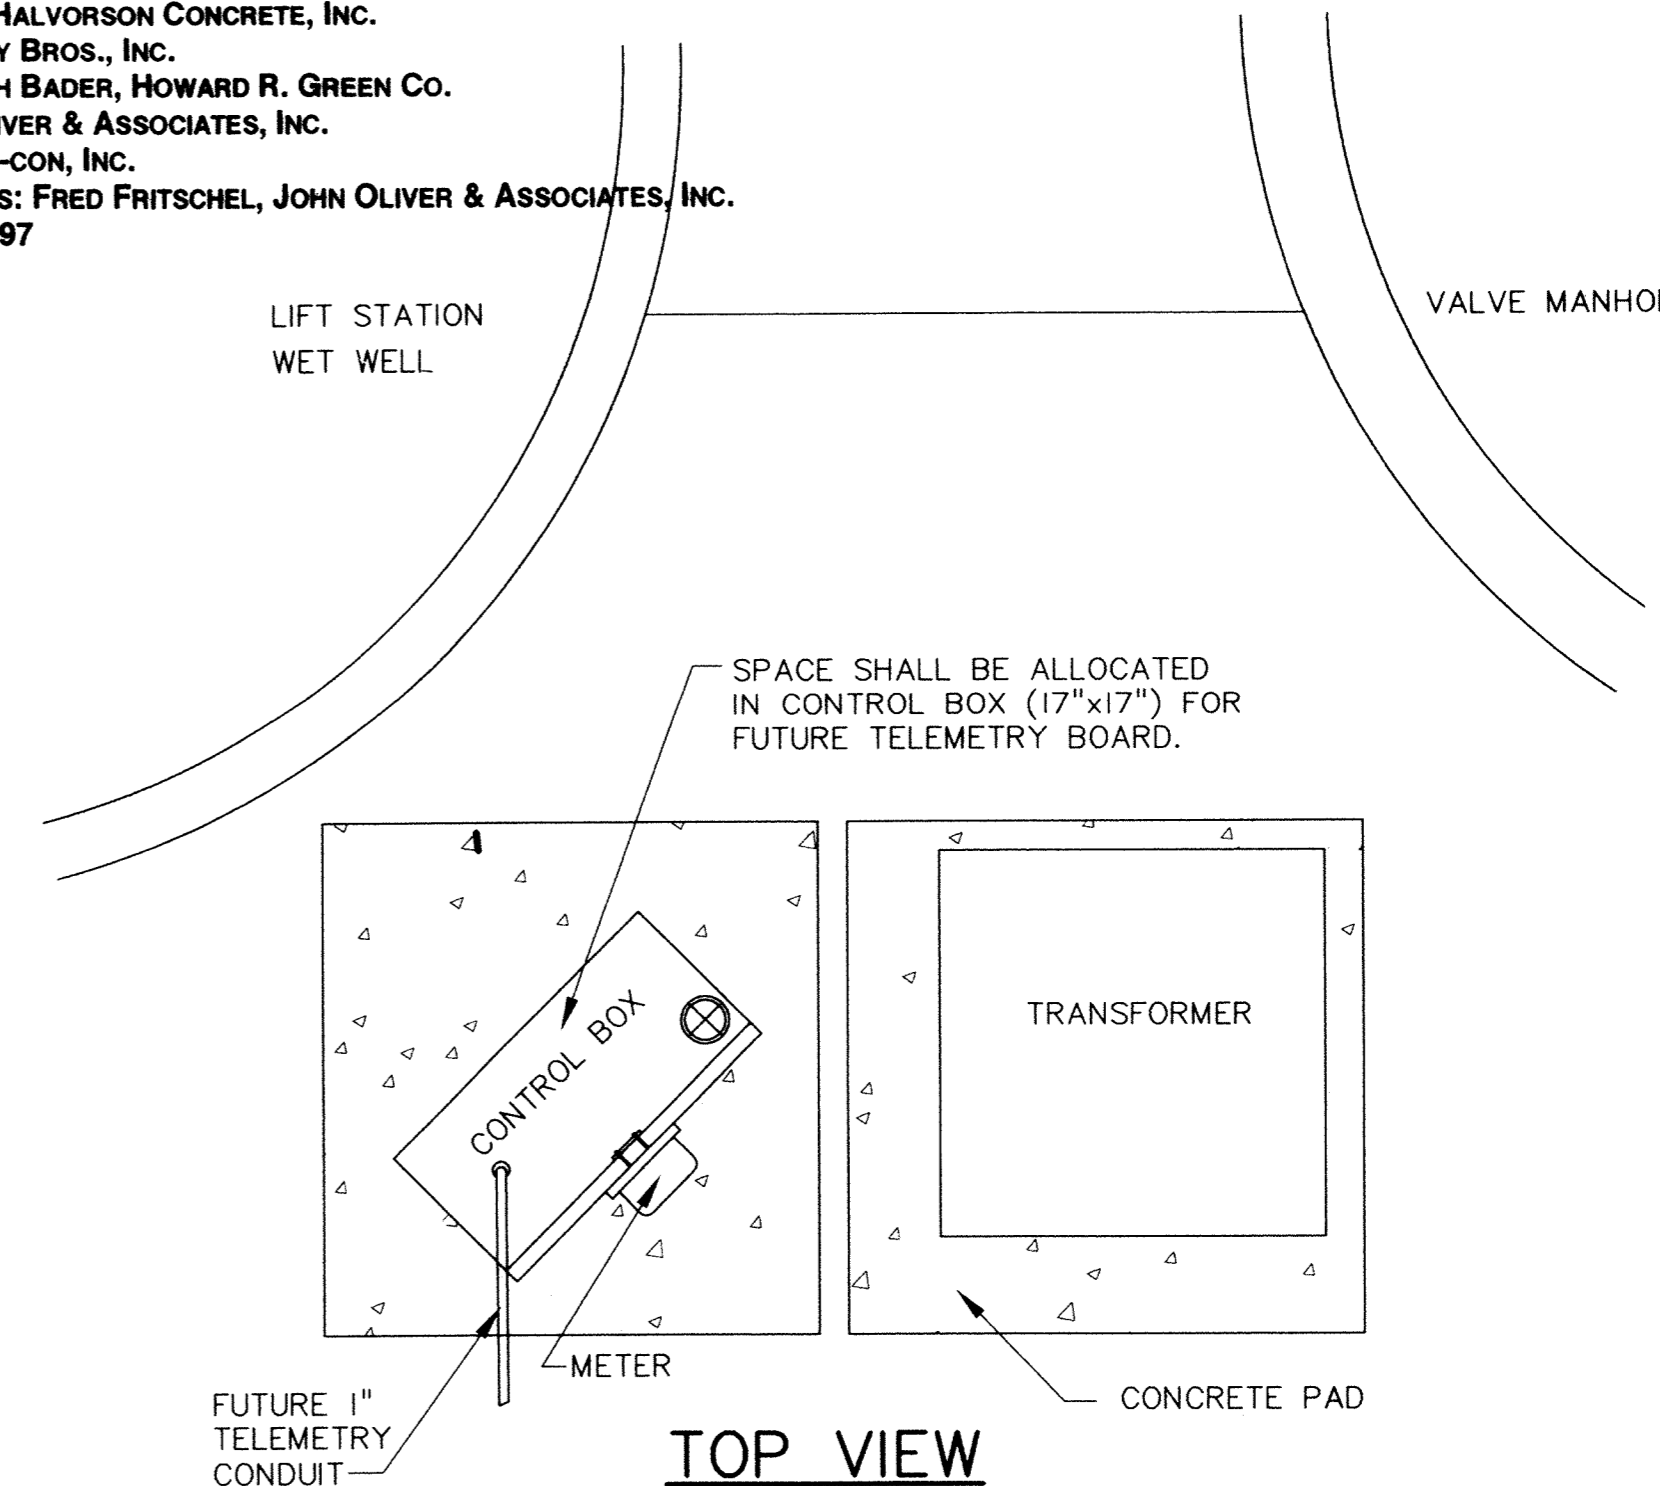 HALVORSON CONCRETE, INC.
Y BROS., INC.
H BADER, HOWARD R. GREEN CO.
IVER & ASSOCIATES, INC.
-CON, INC.
S: FRED FRITSCHEL, JOHN OLIVER & ASSOCIATES, INC.
97
LIFT STATION
WET WELL
VALVE MANHOL
SPACE SHALL BE ALLOCATED
IN CONTROL BOX (17"x17") FOR
FUTURE TELEMETRY BOARD.
CONTROL BOX
TRANSFORMER
METER
FUTURE 1"
TELEMETRY
CONDUIT
CONCRETE PAD
TOP VIEW